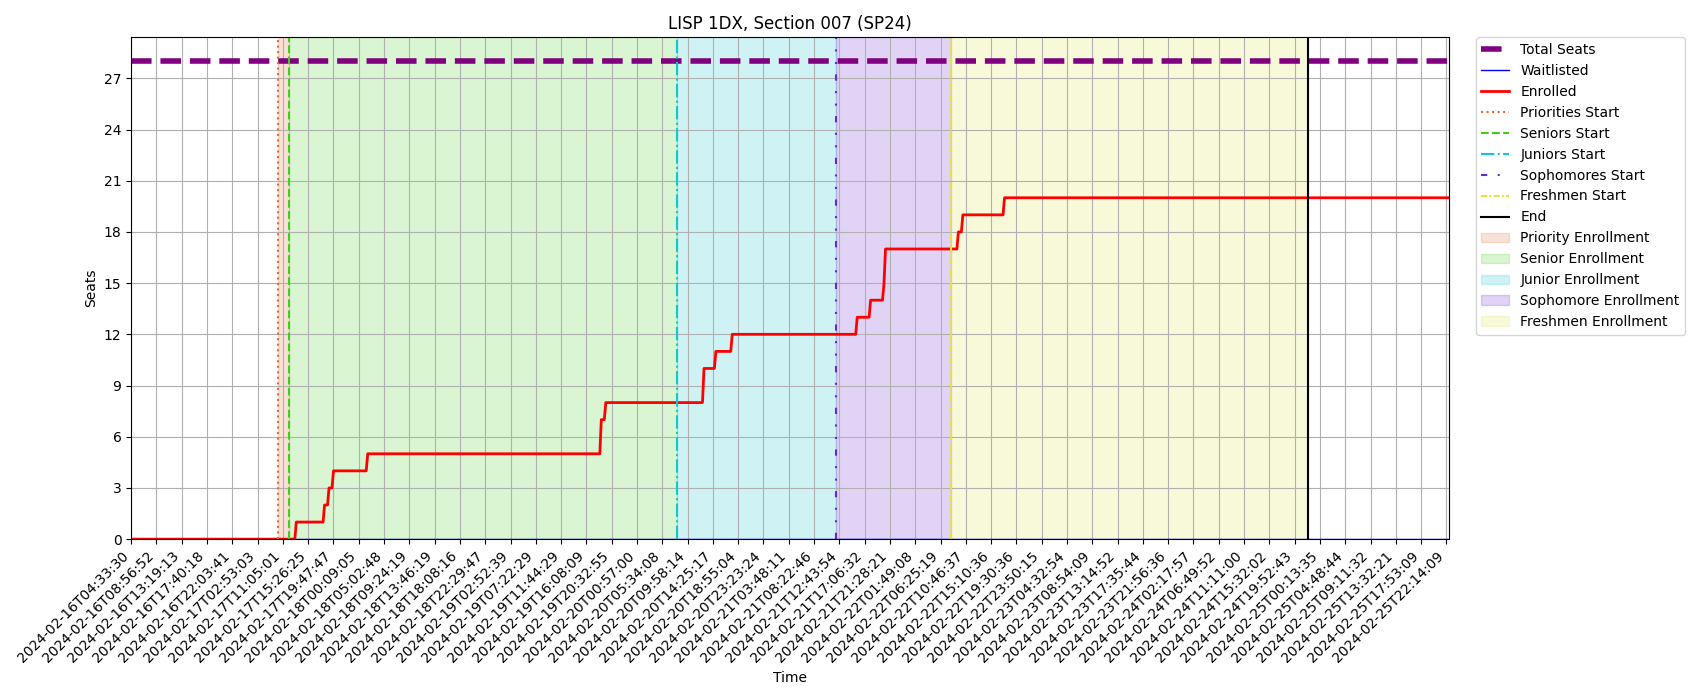 LISP 1DX, Section 007 (SP24)
Total Seats
Waitlisted
Enrolled
Priorities Start
Seniors Start
Juniors Start
Sophomores Start
Freshmen Start
End
Priority Enrollment
Senior Enrollment
Junior Enrollment
Sophomore Enrollment
Freshmen Enrollment
Seats
27
24
21
18
15
12
9
6
3
0
2024-02-16T04:33:30
2024-02-16T08:56:52
2024-02-16T13:19:13
2024-02-16T17:40:18
2024-02-16T22:03:41
2024-02-17T02:53:03
2024-02-17T11:05:01
2024-02-17T15:26:25
2024-02-17T19:47:47
2024-02-18T00:09:05
2024-02-18T05:02:48
2024-02-18T09:24:19
2024-02-18T13:46:19
2024-02-18T18:08:16
2024-02-18T22:29:47
2024-02-19T02:52:39
2024-02-19T07:22:29
2024-02-19T11:44:29
2024-02-19T16:08:09
2024-02-19T20:32:55
2024-02-20T00:57:00
2024-02-20T05:34:08
2024-02-20T09:58:14
2024-02-20T14:25:17
2024-02-20T18:55:04
2024-02-20T23:23:24
2024-02-21T03:48:11
2024-02-21T08:22:46
2024-02-21T12:43:54
2024-02-21T17:06:32
2024-02-21T21:28:21
2024-02-22T01:49:08
2024-02-22T06:25:19
2024-02-22T10:46:37
2024-02-22T15:10:36
2024-02-22T19:30:36
2024-02-22T23:50:15
2024-02-23T04:32:54
2024-02-23T08:54:09
2024-02-23T13:14:52
2024-02-23T17:35:44
2024-02-23T21:56:36
2024-02-24T02:17:57
2024-02-24T06:49:52
2024-02-24T11:11:00
2024-02-24T15:32:02
2024-02-24T19:52:43
2024-02-25T00:13:35
2024-02-25T04:48:44
2024-02-25T09:11:32
2024-02-25T13:32:21
2024-02-25T17:53:09
2024-02-25T22:14:09
Time